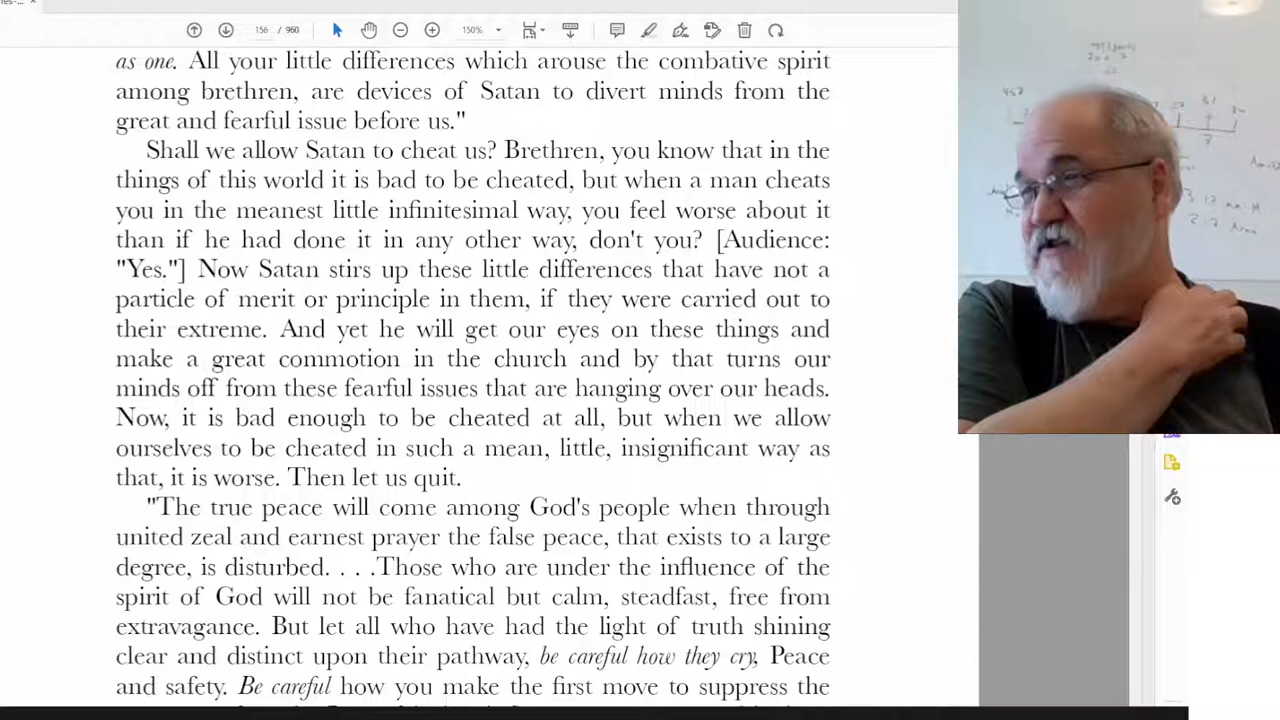 156 / 960
150%
as one. All your little differences which arouse the combative spirit
among brethren, are devices of Satan to divert minds from the
great and fearful issue before us."
Shall we allow Satan to cheat us? Brethren, you know that in the
things of this world it is bad to be cheated, but when a man cheats
you in the meanest little infinitesimal way, you feel worse about it
than if he had done it in any other way, don't you? [Audience:
"Yes."] Now Satan stirs up these little differences that have not a
particle of merit or principle in them, if they were carried out to
their extreme. And yet he will get our eyes on these things and
make a great commotion in the church and by that turns our
minds off from these fearful issues that are hanging over our heads.
Now, it is bad enough to be cheated at all, but when we allow
ourselves to be cheated in such a mean, little, insignificant way as
that, it is worse. Then let us quit.
"The true peace will come among God's people when through
united zeal and earnest prayer the false peace, that exists to a large
degree, is disturbed. . . .Those who are under the influence of the
spirit of God will not be fanatical but calm, steadfast, free from
extravagance. But let all who have had the light of truth shining
clear and distinct upon their pathway, be careful how they cry, Peace
and safety. Be careful how you make the first move to suppress the